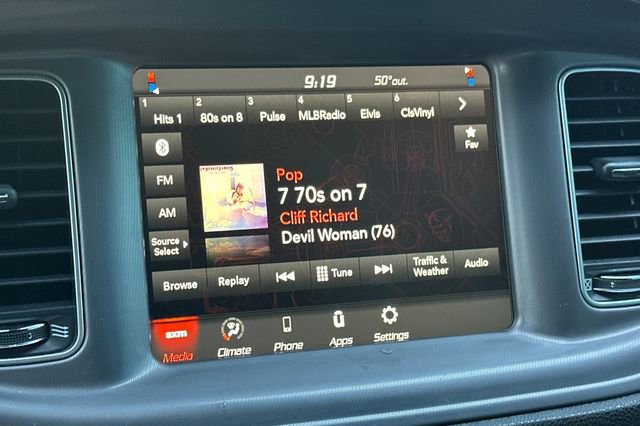 9:19 50°out.
1 Hits 1
2 80s on 8
3 Pulse
4 MLBRadio
5 Elvis
6 ClsVinyl
Fav
FM
AM
Source
Select
Pop
7 70s on 7
Cliff Richard
Devil Woman (76)
Browse
Replay
Tune
Traffic &
Weather
Audio
sxm
Media
Climate
Phone
Apps
Settings